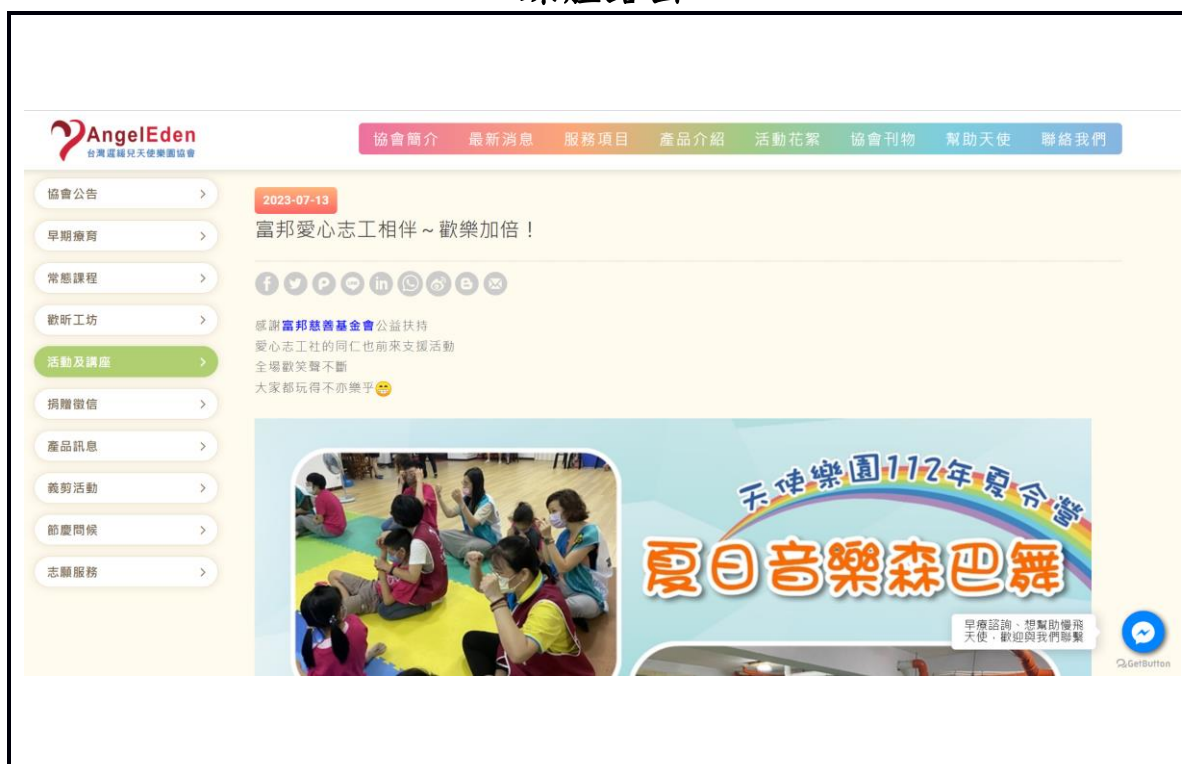 AngelEden
台灣遲緩兒天使樂園協會
協會簡介 最新消息 服務項目 產品介紹 活動花絮 協會刊物 幫助天使 聯絡我們
協會公告
早期療育
常態課程
歡昕工坊
活動及講座
捐贈徵信
產品訊息
義剪活動
節慶問候
志願服務
2023-07-13
富邦愛心志工相伴~歡樂加倍!
感謝富邦慈善基金會公益扶持
愛心志工社的同仁也前來支援活動
全場歡笑聲不斷
大家都玩得不亦樂乎😁
天使樂園112年夏令營
夏日音樂森巴舞
早療諮詢、想幫助慢飛
天使,歡迎與我們聯繫
GetButton